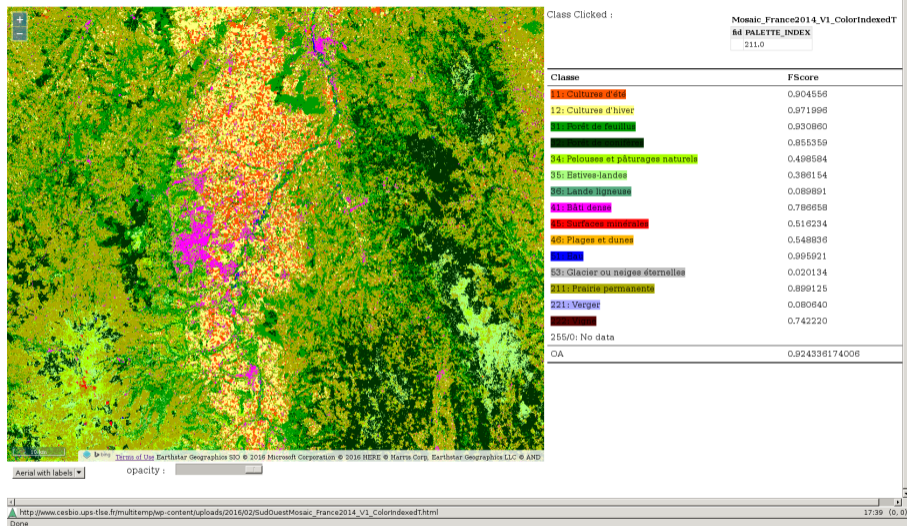 +
−
Class Clicked :
Mosaic_France2014_V1_ColorIndexedT
fid PALETTE_INDEX
211.0
Classe FScore
11: Cultures d'été 0.904556
12: Cultures d'hiver 0.971996
31: Forêt de feuillus 0.930860
0.855359
34: Pelouses et pâturages naturels 0.498584
35: Estives-landes 0.386154
36: Lande ligneuse 0.089891
41: Bâti dense 0.786658
45: Surfaces minérales 0.516234
46: Plages et dunes 0.548836
0.995921
53: Glacier ou neiges éternelles 0.020134
211: Prairie permanente 0.899125
221: Verger 0.080640
0.742220
255/0: No data
OA 0.924336174006
bing Terms of Use Earthstar Geographics SIO © 2016 Microsoft Corporation © 2016 HERE © Harris Corp, Earthstar Geographics LLC © AND
Aerial with labels opacity :
http://www.cesbio.ups-tlse.fr/multitemp/wp-content/uploads/2016/02/SudOuestMosaic_France2014_V1_ColorIndexedT.html 17:39 (0, 0)
Done